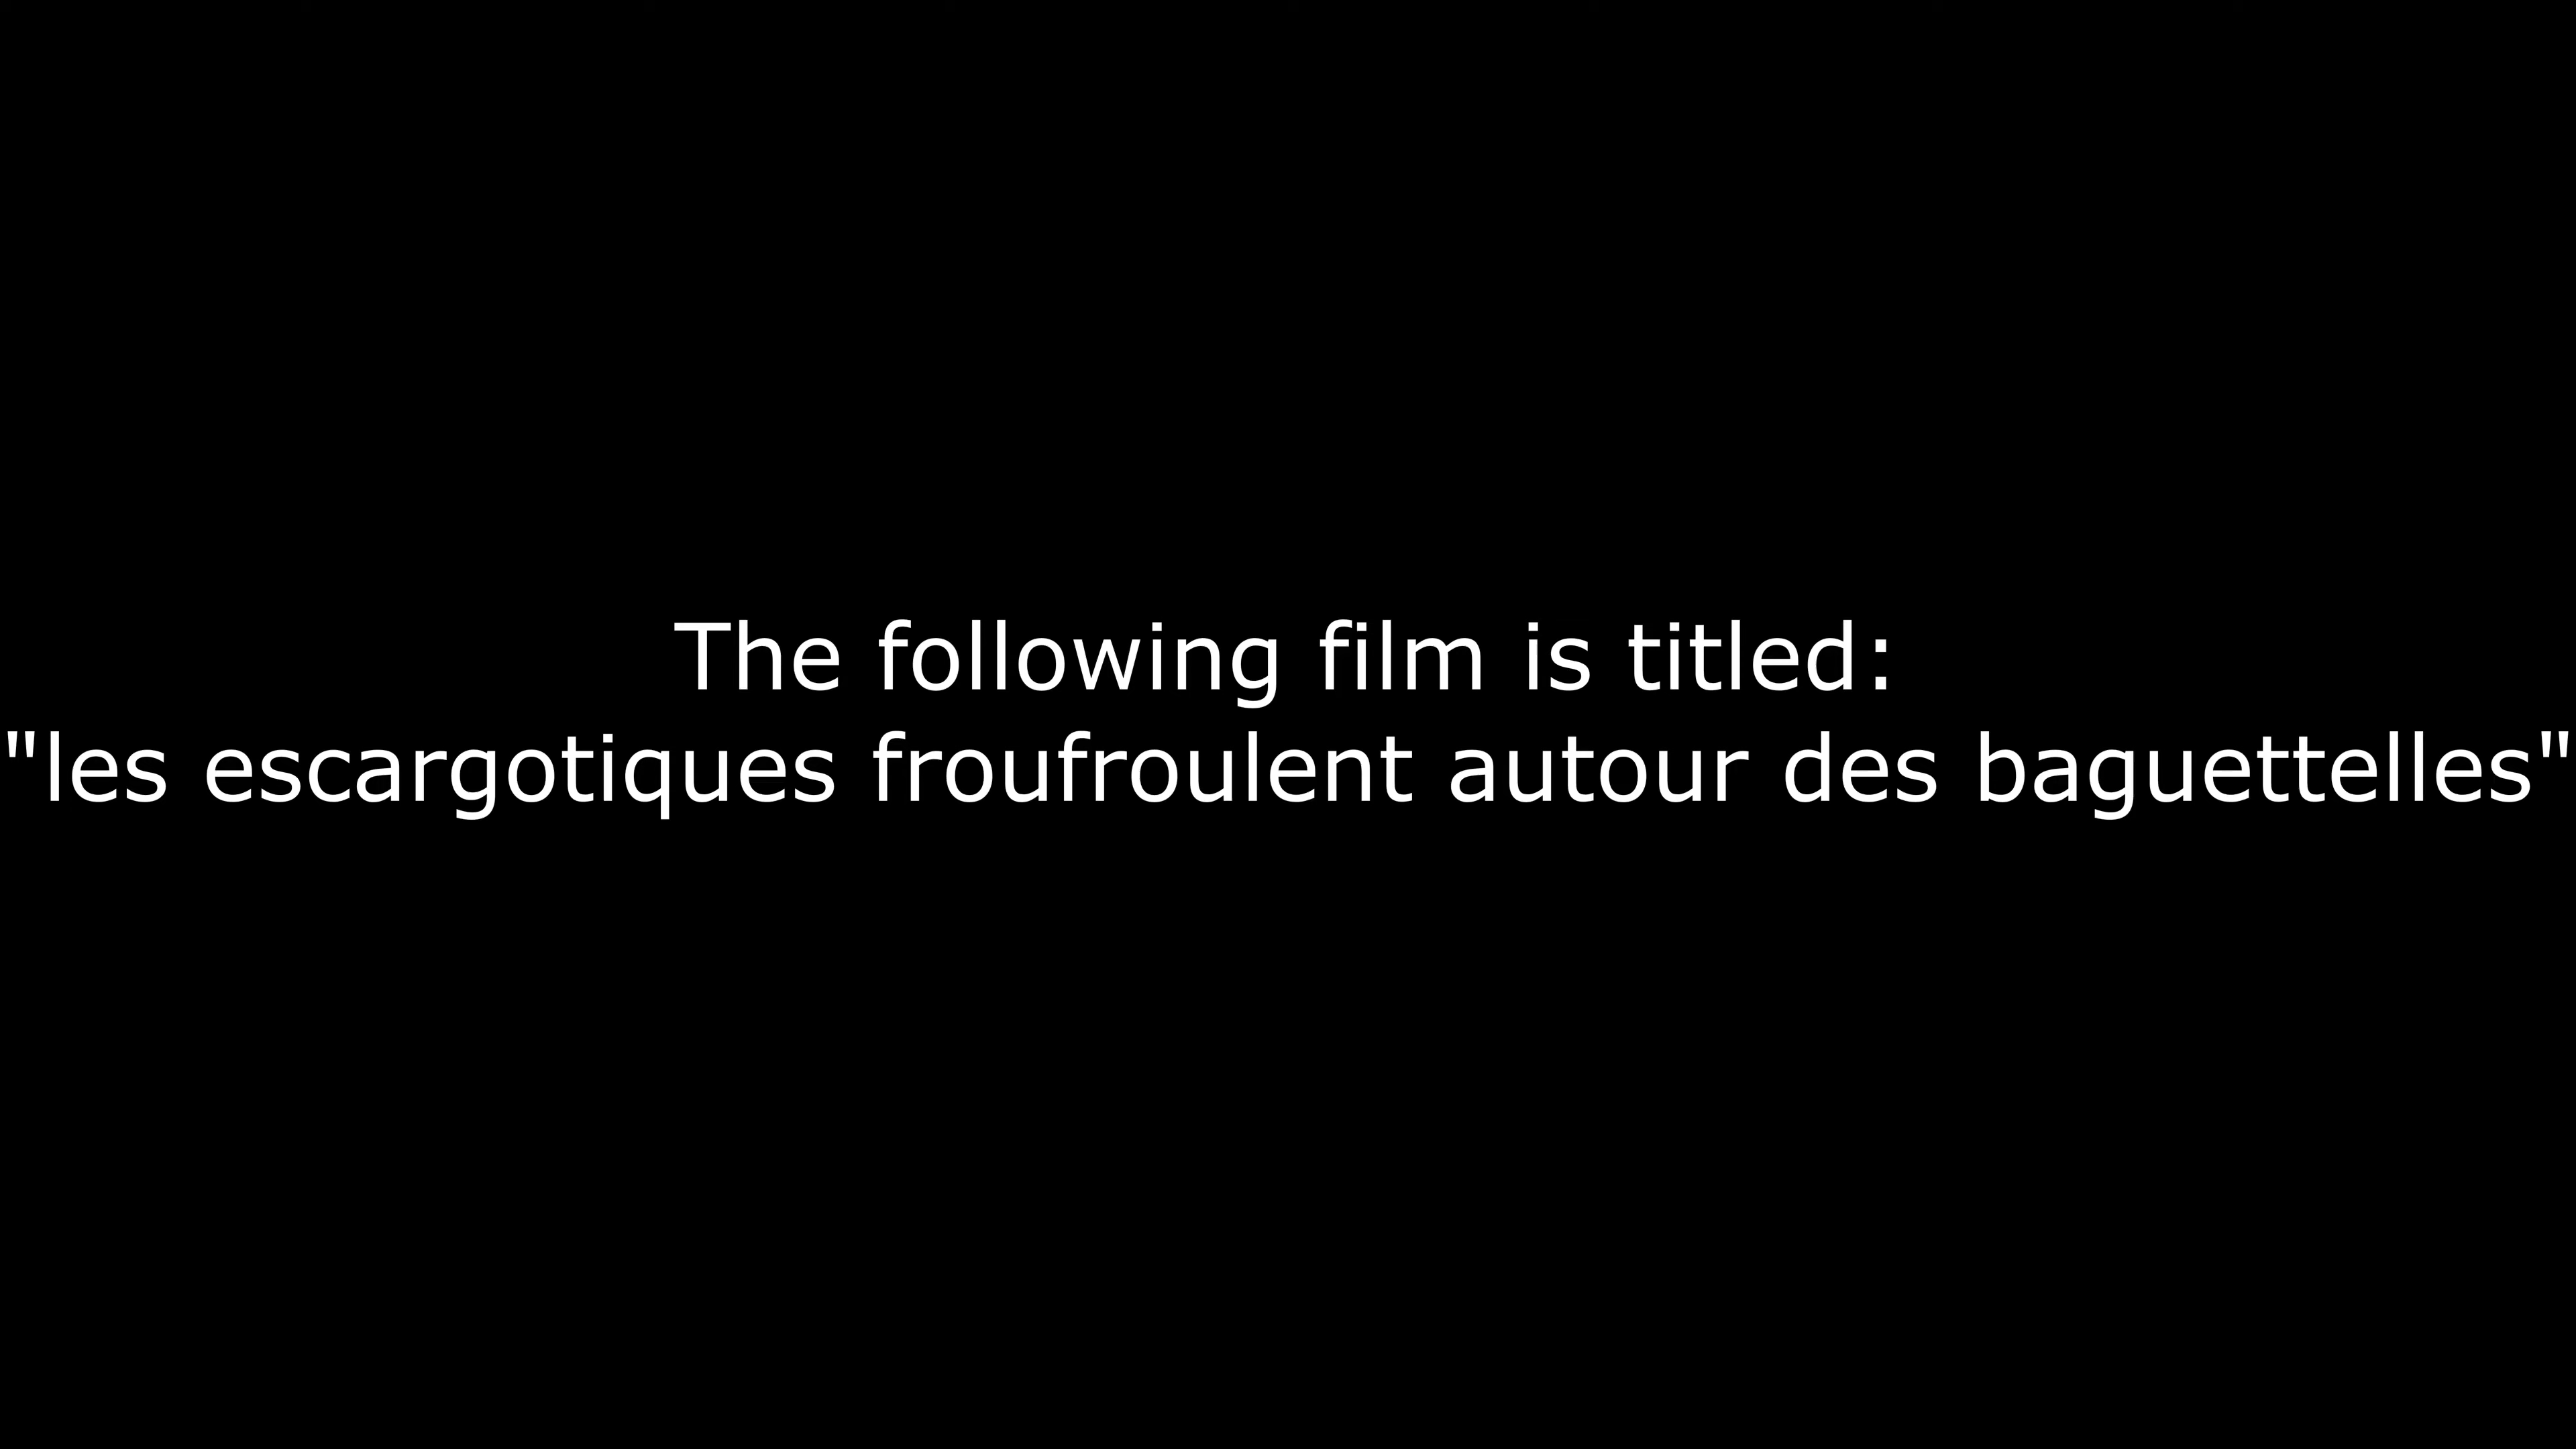 The following film is titled:
"les escargotiques froufroulent autour des baguettelles"